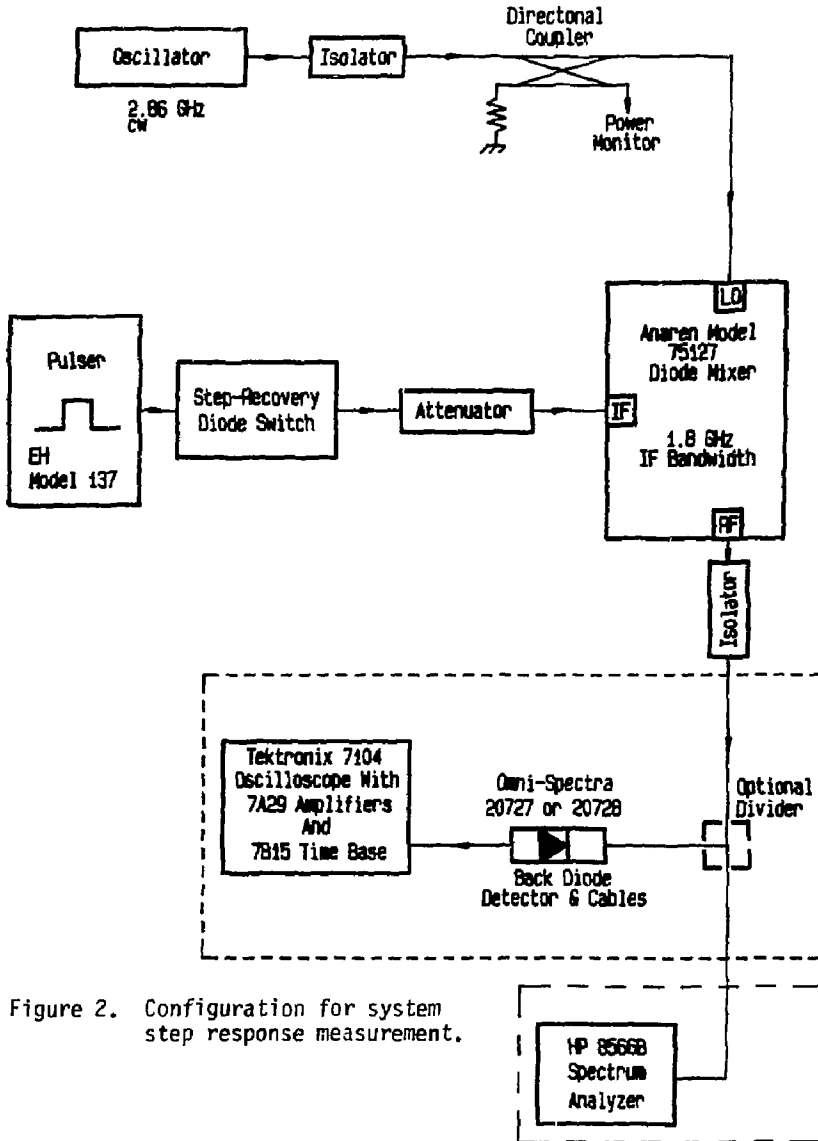 Directonal
Coupler
Oscillator
Isolator
2.86 GHz
CW
Power
Monitor
LO
Anaren Model
75127
Diode Mixer
Pulser
Step-Recovery
Diode Switch
Attenuator
IF
1.8 GHz
IF Bandwidth
EH
Model 137
RF
Isolator
Tektronix 7104
Oscilloscope With
7A29 Amplifiers
And
7B15 Time Base
Omni-Spectra
20727 or 20728
Optional
Divider
Back Diode
Detector & Cables
Figure 2. Configuration for system
step response measurement.
HP 8566B
Spectrum
Analyzer